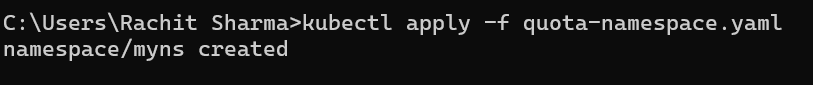 C:\Users\Rachit Sharma>kubectl apply -f quota-namespace.yaml
namespace/myns created